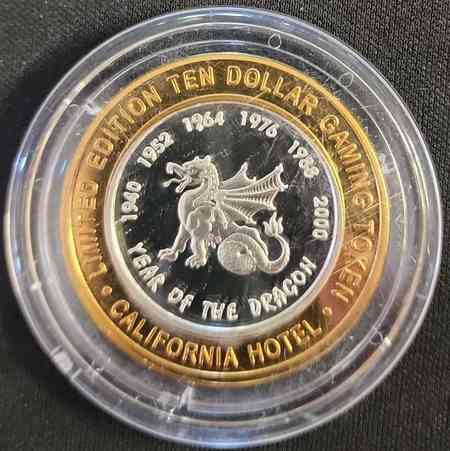 LIMITED EDITION TEN DOLLAR GAMING TOKEN
• CALIFORNIA HOTEL •
1940 1952 1964 1976 1988 2000
YEAR OF THE DRAGON